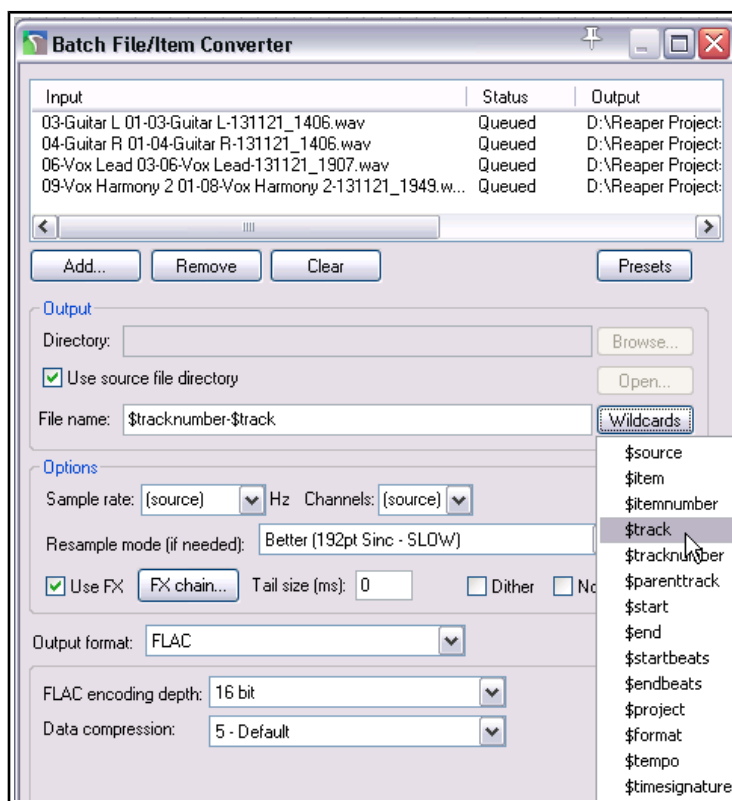 Batch File/Item Converter
Input Status Output
03-Guitar L 01-03-Guitar L-131121_1406.wav Queued D:\Reaper Project
04-Guitar R 01-04-Guitar R-131121_1406.wav Queued D:\Reaper Project
06-Vox Lead 03-06-Vox Lead-131121_1907.wav Queued D:\Reaper Project
09-Vox Harmony 2 01-08-Vox Harmony 2-131121_1949.w... Queued D:\Reaper Project
Add... Remove Clear Presets
Output
Directory: Browse...
Use source file directory Open...
File name: $tracknumber-$track Wildcards
$source
Options
$item
Sample rate: (source) Hz Channels: (source)
$itemnumber
$track
Resample mode (if needed): Better (192pt Sinc - SLOW)
$tracknumber
Use FX FX chain... Tail size (ms): 0 Dither No
$parenttrack
$start
$end
Output format: FLAC
$startbeats
$endbeats
FLAC encoding depth: 16 bit
$project
Data compression: 5 - Default
$format
$tempo
$timesignature